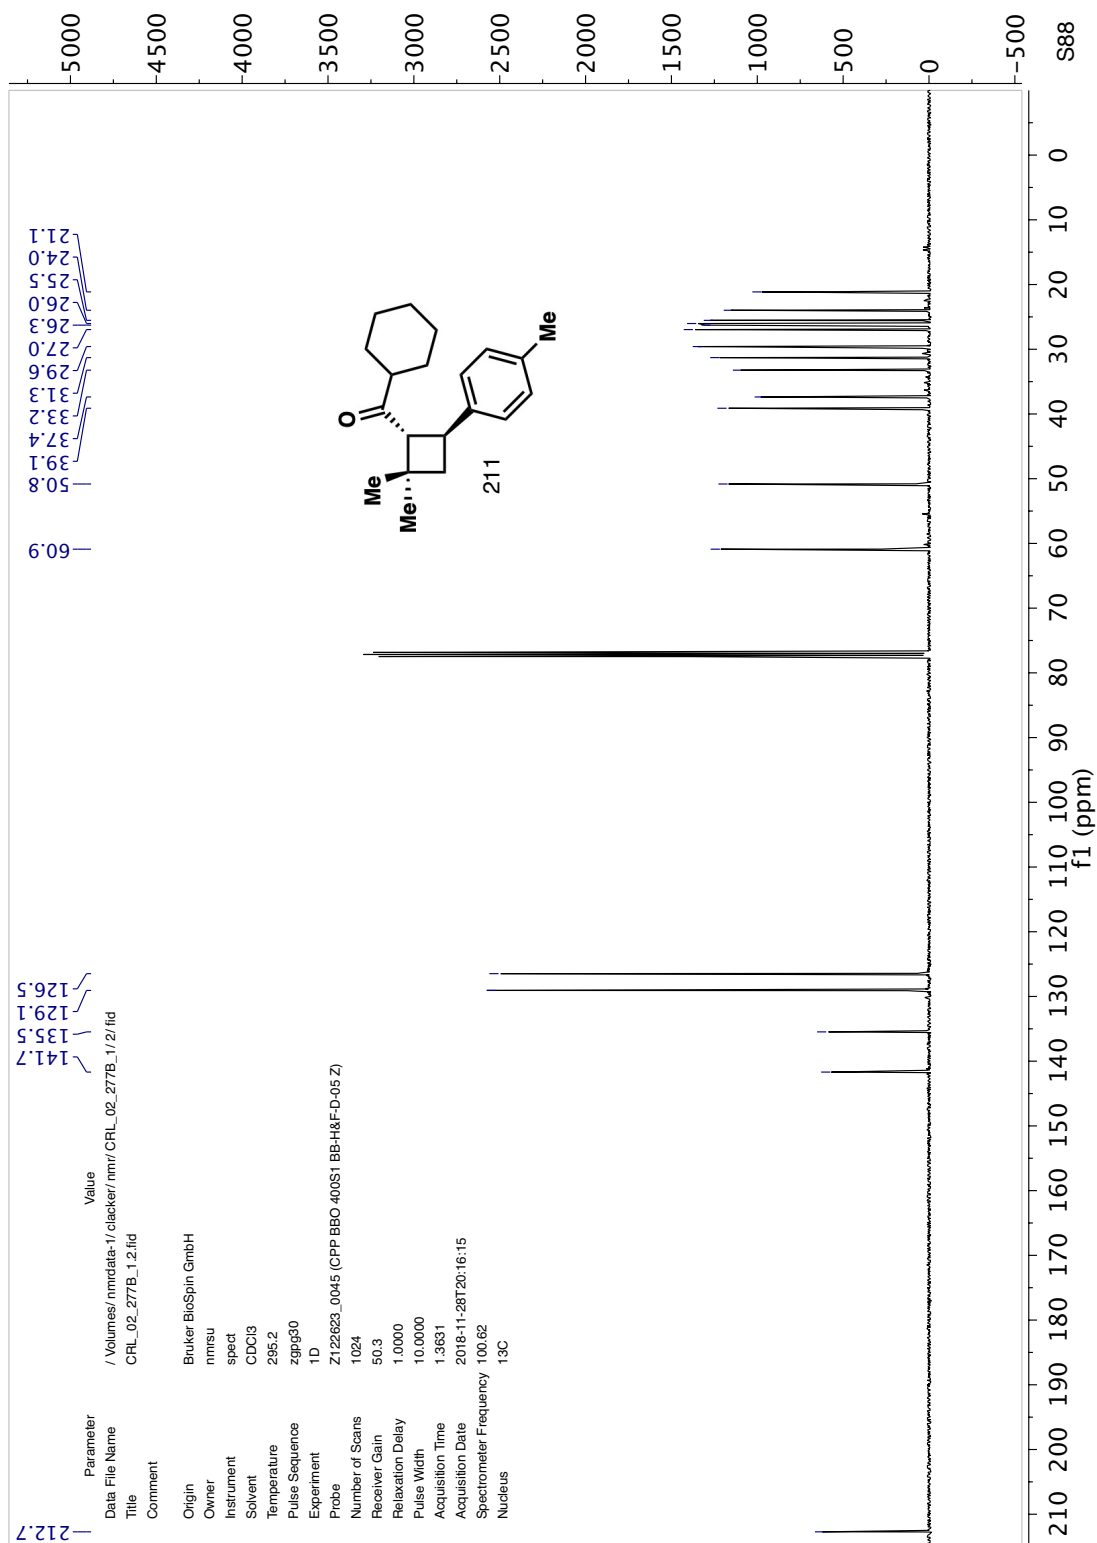 212.7
141.7
135.5
129.1
126.5
60.9
50.8
39.1
37.4
33.2
31.3
29.6
27.0
26.3
26.0
25.5
24.0
21.1
Parameter Value
Data File Name / Volumes/ nmrdata-1/ clacker/ nmr/ CRL_02_277B_1/ 2/ fid
Title CRL_02_277B_1.2.fid
Comment
Origin Bruker BioSpin GmbH
Owner nmrsu
Instrument spect
Solvent CDCl3
Temperature 295.2
Pulse Sequence zgpg30
Experiment 1D
Probe Z122623_0045 (CPP BBO 400S1 BB-H&F-D-05 Z)
Number of Scans 1024
Receiver Gain 50.3
Relaxation Delay 1.0000
Pulse Width 10.0000
Acquisition Time 1.3631
Acquisition Date 2018-11-28T20:16:15
Spectrometer Frequency 100.62
Nucleus 13C
O
Me
Me
Me
211
5000
4500
4000
3500
3000
2500
2000
1500
1000
500
0
-500
210 200 190 180 170 160 150 140 130 120 110 100 90 80 70 60 50 40 30 20 10 0
f1 (ppm)
S88